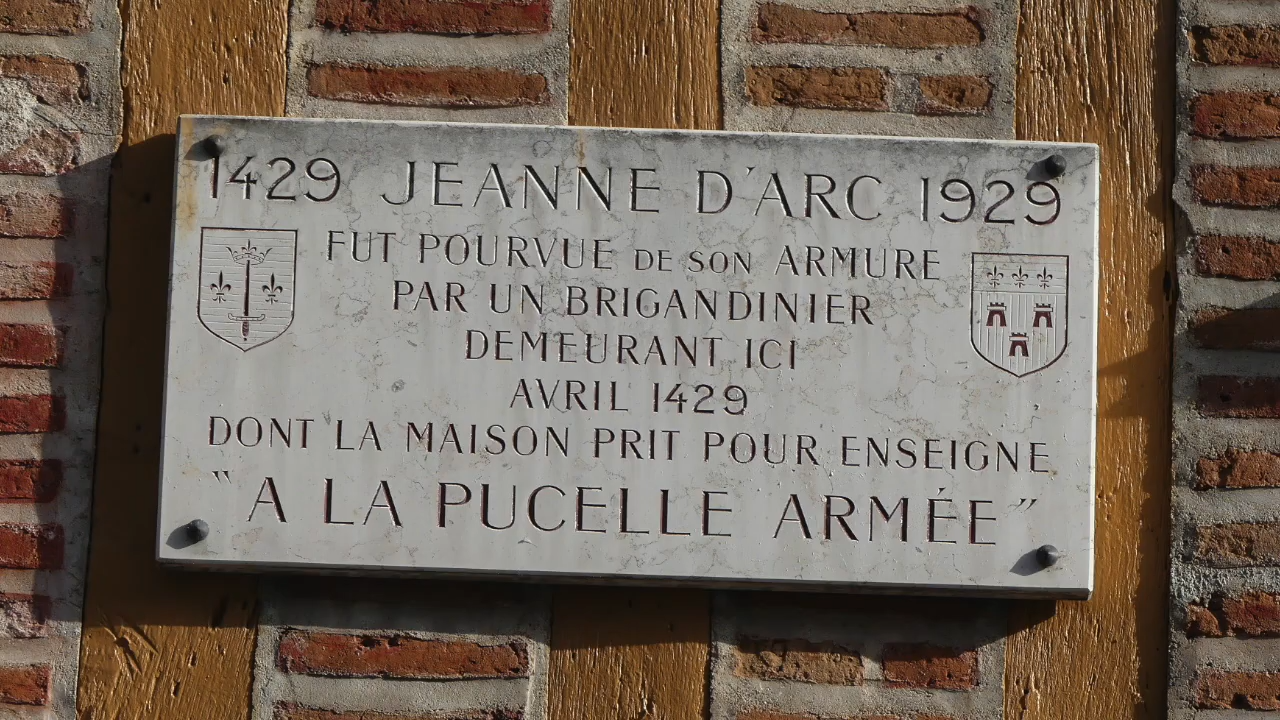 1429 JEANNE D'ARC 1929
FUT POURVUE DE SON ARMURE
PAR UN BRIGANDINIER
DEMEURANT ICI
AVRIL 1429
DONT LA MAISON PRIT POUR ENSEIGNE
“A LA PUCELLE ARMÉE”